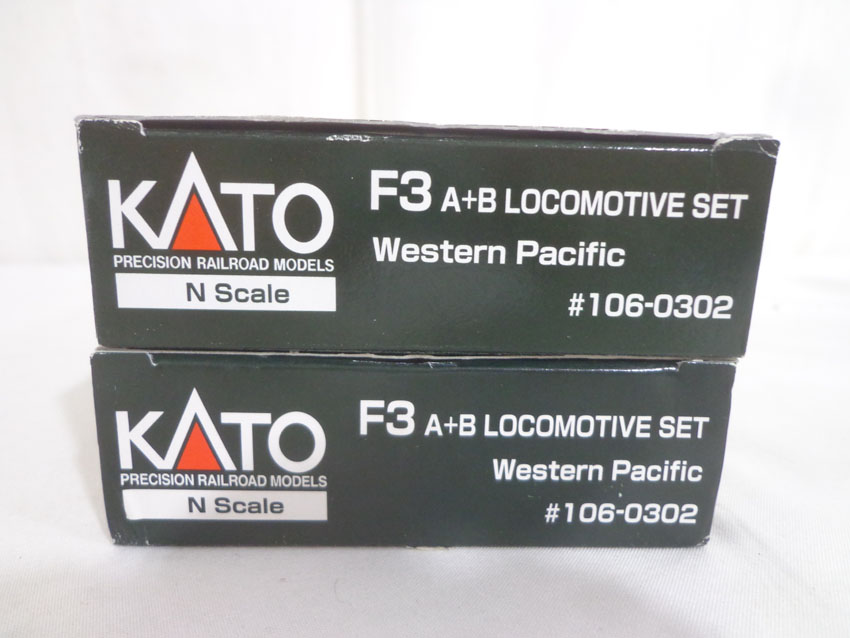 KATO
PRECISION RAILROAD MODELS
N Scale
F3 A+B LOCOMOTIVE SET
Western Pacific
#106-0302
KATO
PRECISION RAILROAD MODELS
N Scale
F3 A+B LOCOMOTIVE SET
Western Pacific
#106-0302